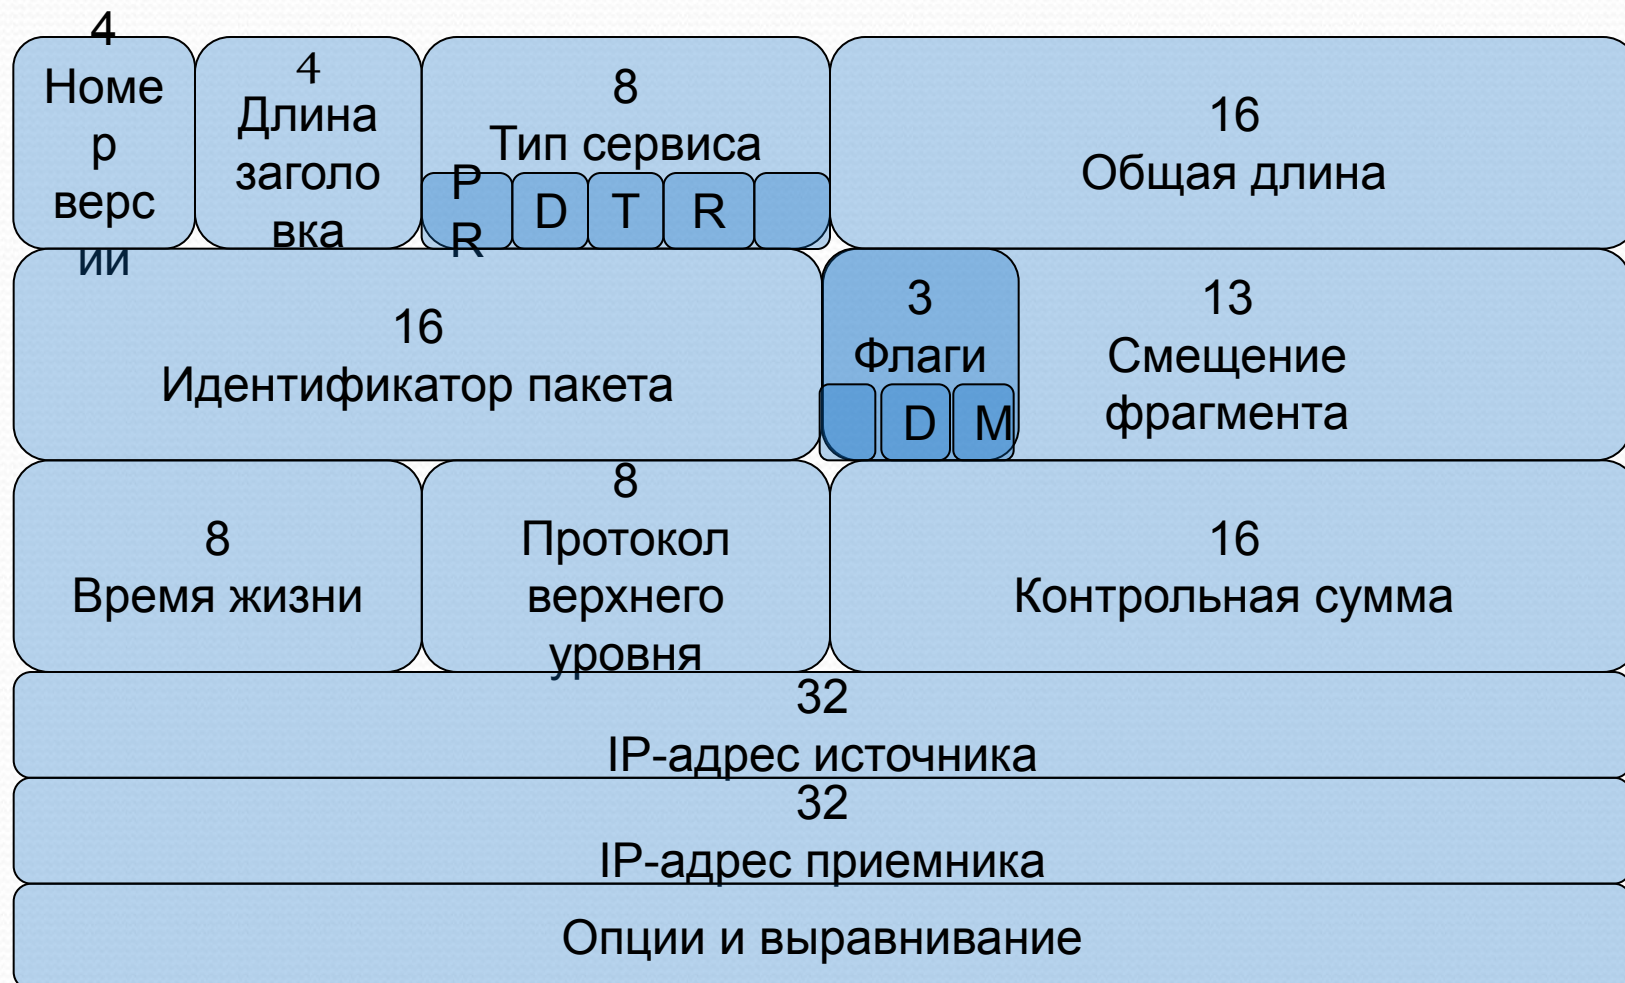 4
Номе
р
верс
ии
4
Длина
заголо
вка
8
Тип сервиса
P
R
D
T
R
16
Общая длина
16
Идентификатор пакета
3
Флаги
D
M
13
Смещение
фрагмента
8
Время жизни
8
Протокол
верхнего
уровня
16
Контрольная сумма
32
IP-адрес источника
32
IP-адрес приемника
Опции и выравнивание